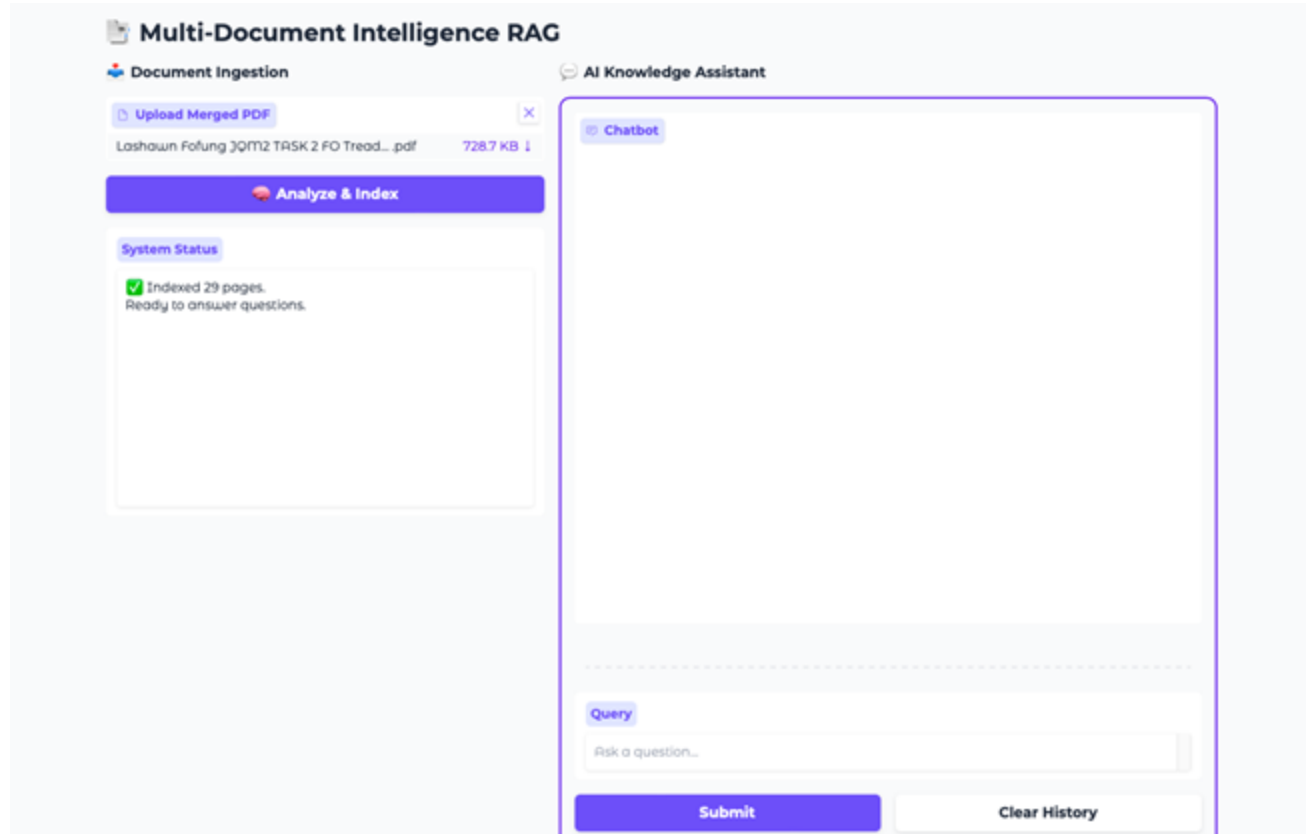 Multi-Document Intelligence RAG
Document Ingestion
Upload Merged PDF
Lashawn Fofung JQM2 TASK 2 FO Tread... .pdf
728.7 KB ↓
Analyze & Index
System Status
✅ Indexed 29 pages.
Ready to answer questions.
AI Knowledge Assistant
Chatbot
Query
Ask a question...
Submit
Clear History